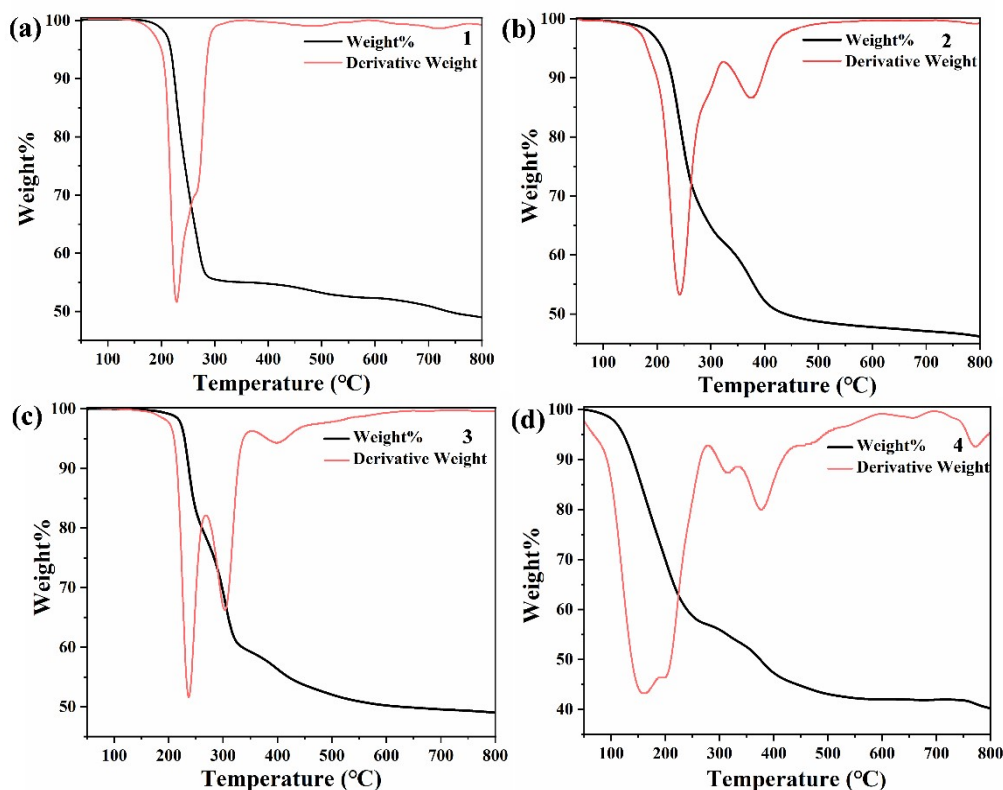 (a)
Weight% 1
Derivative Weight
100
90
80
70
60
50
Weight%
100 200 300 400 500 600 700 800
Temperature (°C)
(b)
Weight% 2
Derivative Weight
100
90
80
70
60
50
Weight%
100 200 300 400 500 600 700 800
Temperature (°C)
(c)
Weight% 3
Derivative Weight
100
90
80
70
60
50
Weight%
100 200 300 400 500 600 700 800
Temperature (°C)
(d)
Weight% 4
Derivative Weight
100
90
80
70
60
50
40
Weight%
100 200 300 400 500 600 700 800
Temperature (°C)